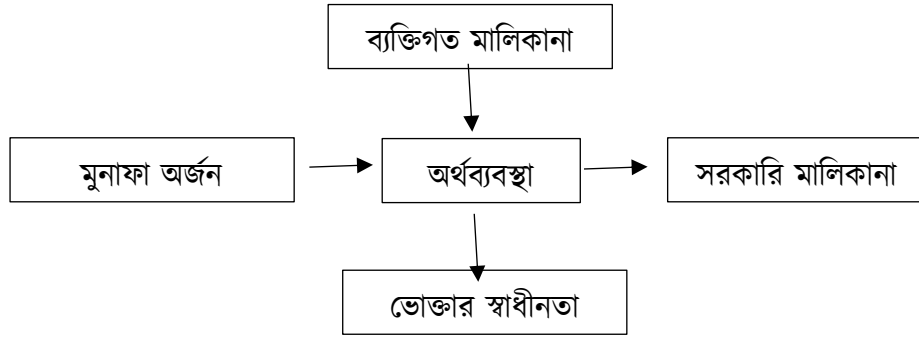 ব্যক্তিগত মালিকানা
মুনাফা অর্জন
অর্থব্যবস্থা
সরকারি মালিকানা
ভোক্তার স্বাধীনতা